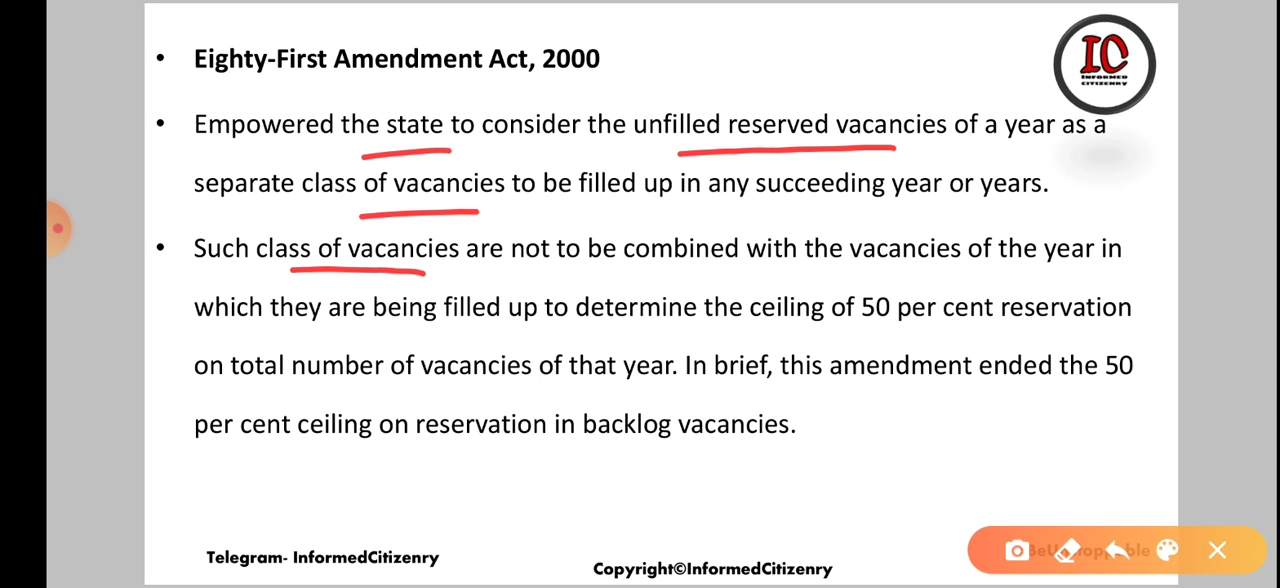 Eighty-First Amendment Act, 2000
IC
INFORMED
CITIZENRY
Empowered the state to consider the unfilled reserved vacancies of a year as a
separate class of vacancies to be filled up in any succeeding year or years.
Such class of vacancies are not to be combined with the vacancies of the year in
which they are being filled up to determine the ceiling of 50 per cent reservation
on total number of vacancies of that year. In brief, this amendment ended the 50
per cent ceiling on reservation in backlog vacancies.
Telegram- InformedCitizenry
Copyright©InformedCitizenry